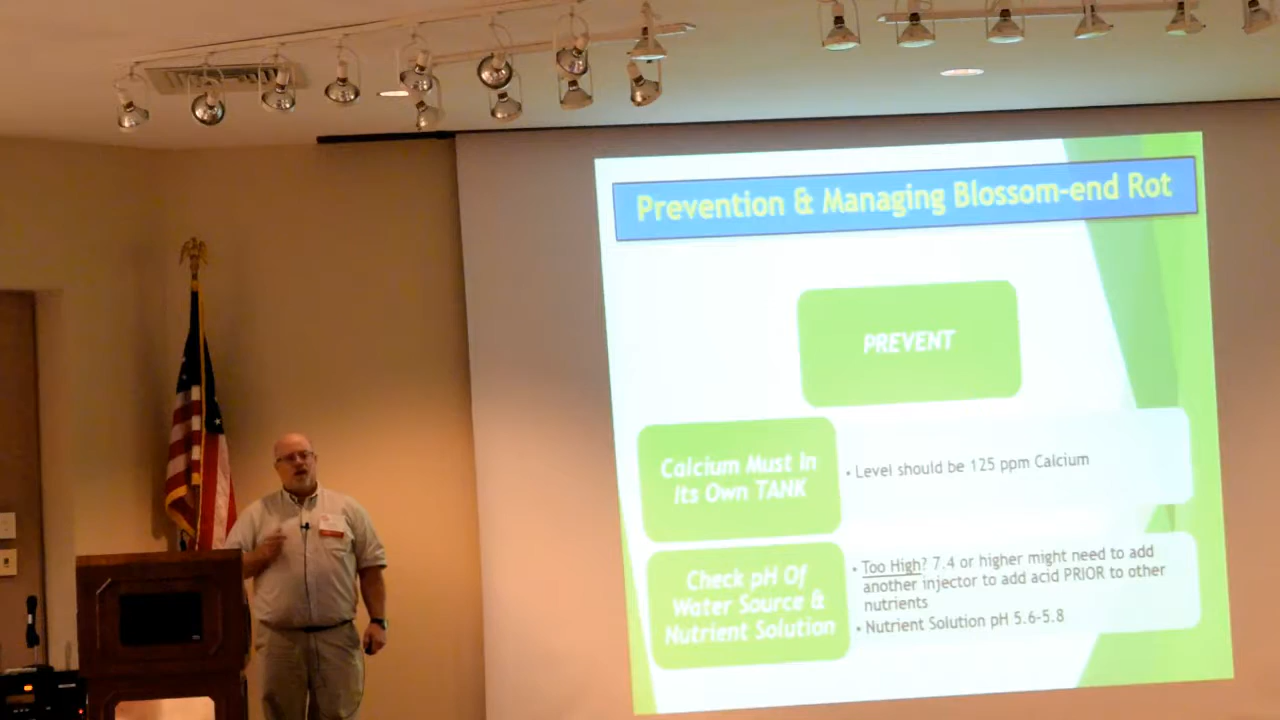 Prevention & Managing Blossom-end Rot
PREVENT
Calcium Must In
Its Own TANK
• Level should be 125 ppm Calcium
Check pH Of
Water Source &
Nutrient Solution
• Too High? 7.4 or higher might need to add
another injector to add acid PRIOR to other
nutrients
• Nutrient Solution pH 5.6-5.8